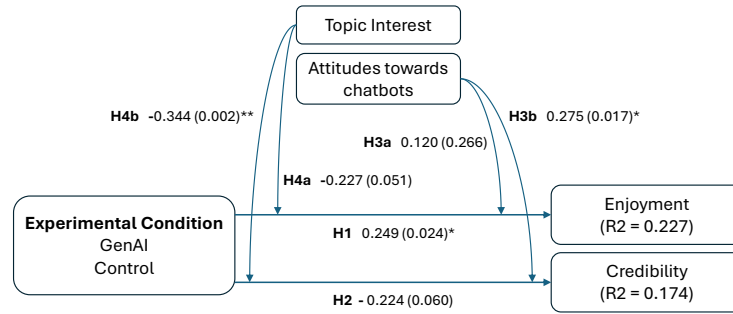 Topic Interest
Attitudes towards
chatbots
H4b -0.344 (0.002)**
H3b 0.275 (0.017)*
H3a 0.120 (0.266)
H4a -0.227 (0.051)
Experimental Condition
GenAI
Control
H1 0.249 (0.024)*
Enjoyment
(R2 = 0.227)
H2 - 0.224 (0.060)
Credibility
(R2 = 0.174)